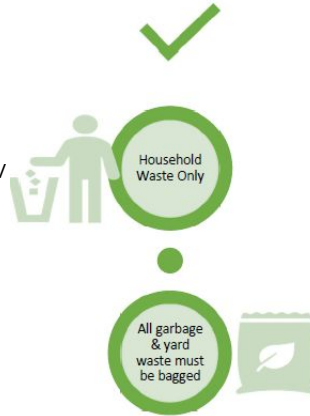 Household
Waste Only
All garbage
& yard
waste must
be bagged